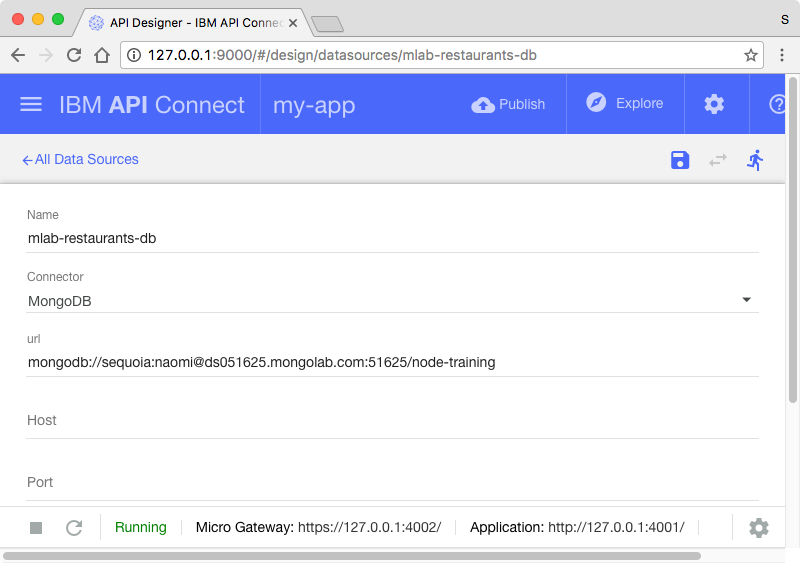 API Designer - IBM API Connec
S
127.0.0.1:9000/#/design/datasources/mlab-restaurants-db
IBM API Connect my-app Publish Explore
All Data Sources
Name
mlab-restaurants-db
Connector
MongoDB
url
mongodb://sequoia:naomi@ds051625.mongolab.com:51625/node-training
Host
Port
Running Micro Gateway: https://127.0.0.1:4002/ Application: http://127.0.0.1:4001/